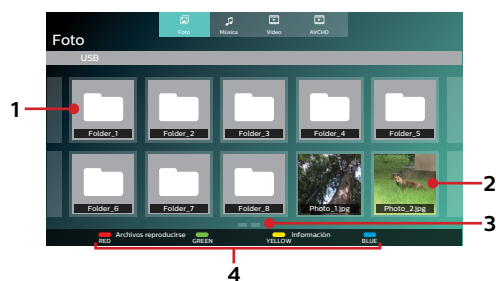 Foto Música Video AVCHD
Foto
USB
1
Folder_1 Folder_2 Folder_3 Folder_4 Folder_5
2
Folder_6 Folder_7 Folder_8 Photo_1.jpg Photo_2.jpg
3
Archivos reproducirse Información
RED GREEN YELLOW BLUE
4